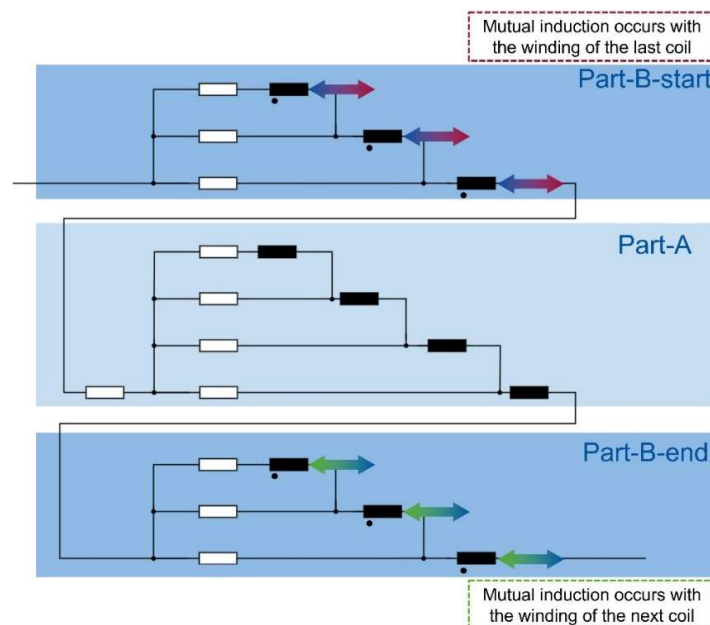 Mutual induction occurs with
the winding of the last coil
Part-B-start
Part-A
Part-B-end
Mutual induction occurs with
the winding of the next coil